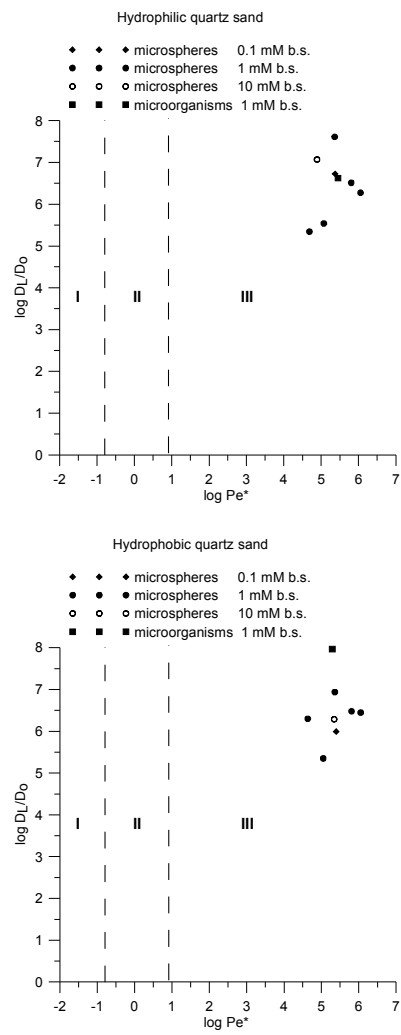 Hydrophilic quartz sand
microspheres 0.1 mM b.s.
microspheres 1 mM b.s.
microspheres 10 mM b.s.
microorganisms 1 mM b.s.
8
7
6
5
4
3
2
1
0
log DL/Do
I II III
-2 -1 0 1 2 3 4 5 6 7
log Pe*
Hydrophobic quartz sand
microspheres 0.1 mM b.s.
microspheres 1 mM b.s.
microspheres 10 mM b.s.
microorganisms 1 mM b.s.
8
7
6
5
4
3
2
1
0
log DL/Do
I II III
-2 -1 0 1 2 3 4 5 6 7
log Pe*